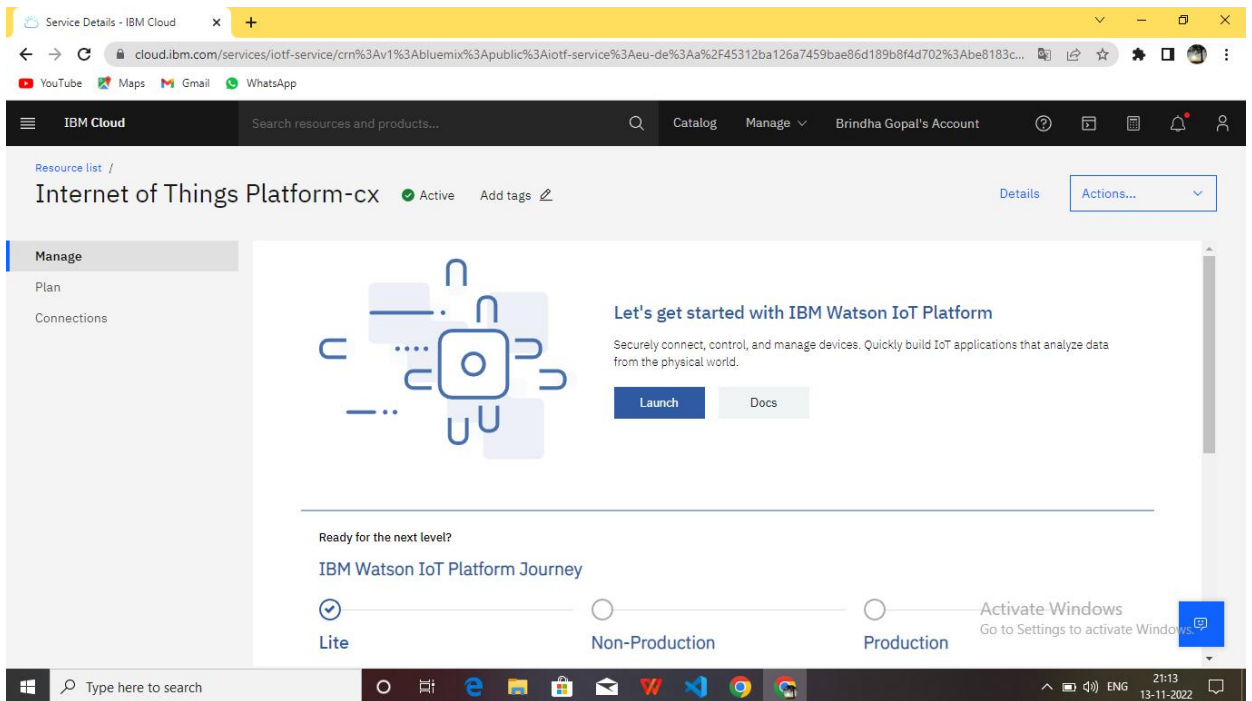 Service Details - IBM Cloud
cloud.ibm.com/services/iotf-service/crn%3Av1%3Abluemix%3Apublic%3Aiotf-service%3Aeu-de%3Aa%2F45312ba126a7459bae86d189b8f4d702%3Abe8183c...
YouTube Maps Gmail WhatsApp
IBM Cloud Search resources and products... Catalog Manage Brindha Gopal's Account
Resource list /
Internet of Things Platform-cx Active Add tags Details Actions...
Manage
Plan
Connections
Let's get started with IBM Watson IoT Platform
Securely connect, control, and manage devices. Quickly build IoT applications that analyze data
from the physical world.
Launch Docs
Ready for the next level?
IBM Watson IoT Platform Journey
Lite Non-Production Production
Activate Windows
Go to Settings to activate Windows.
Type here to search
ENG
21:13
13-11-2022